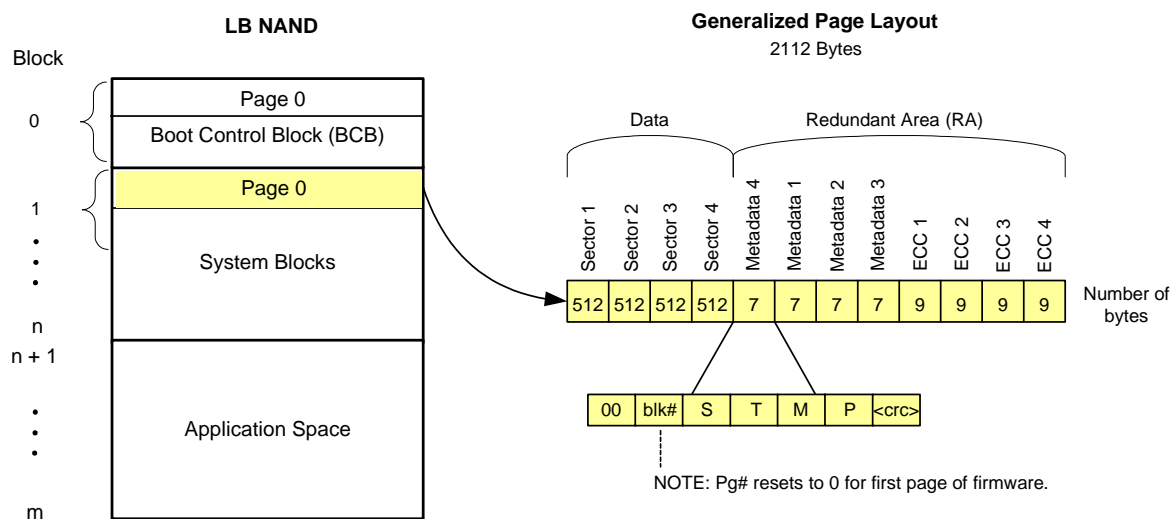 LB NAND
Block
0
Page 0
Boot Control Block (BCB)
1
Page 0
System Blocks
n
n + 1
Application Space
m
Generalized Page Layout
2112 Bytes
Data
Redundant Area (RA)
Sector 1
Sector 2
Sector 3
Sector 4
Metadata 4
Metadata 1
Metadata 2
Metadata 3
ECC 1
ECC 2
ECC 3
ECC 4
512 512 512 512 7 7 7 7 9 9 9 9
Number of
bytes
00 blk# S T M P <crc>
NOTE: Pg# resets to 0 for first page of firmware.